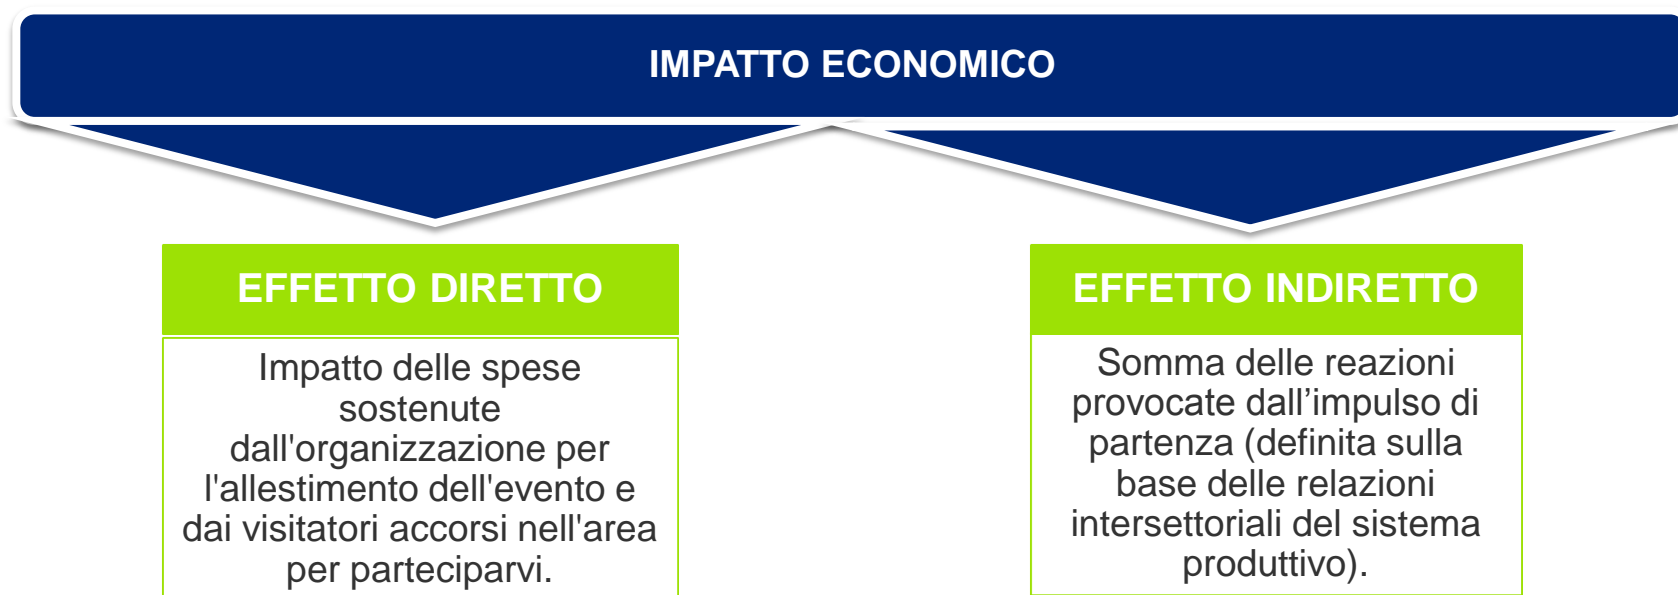 IMPATTO ECONOMICO
EFFETTO DIRETTO
Impatto delle spese
sostenute
dall'organizzazione per
l'allestimento dell'evento e
dai visitatori accorsi nell'area
per parteciparvi.
EFFETTO INDIRETTO
Somma delle reazioni
provocate dall’impulso di
partenza (definita sulla
base delle relazioni
intersettoriali del sistema
produttivo).